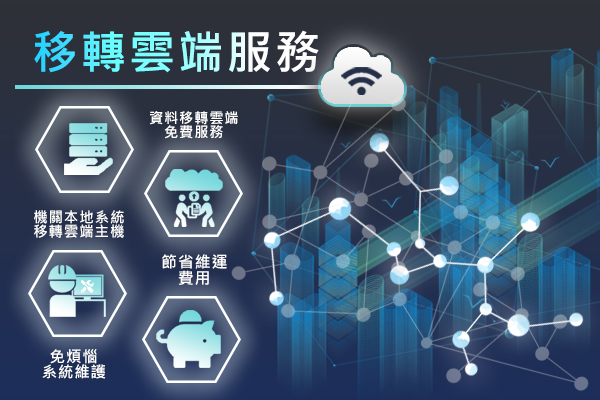 移轉雲端服務
資料移轉雲端
免費服務
機關本地系統
移轉雲端主機
節省維運
費用
免煩惱
系統維護